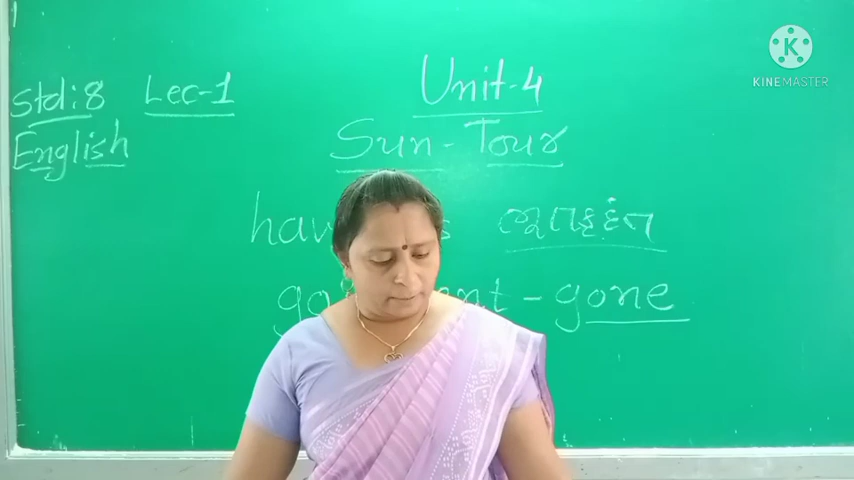 Std:8 Lec-1
English
Unit-4
Sun-Tour
ભૂતકૃદંત
gone
KINEMASTER